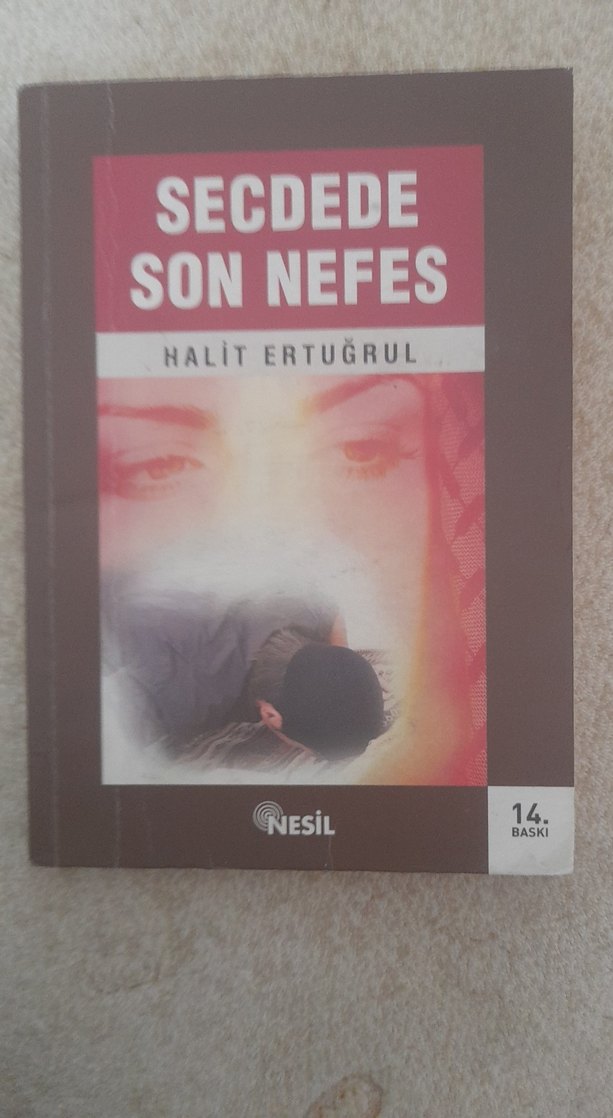 SECDEDE
SON NEFES
HALİT ERTUĞRUL
NESİL
14.
BASKI